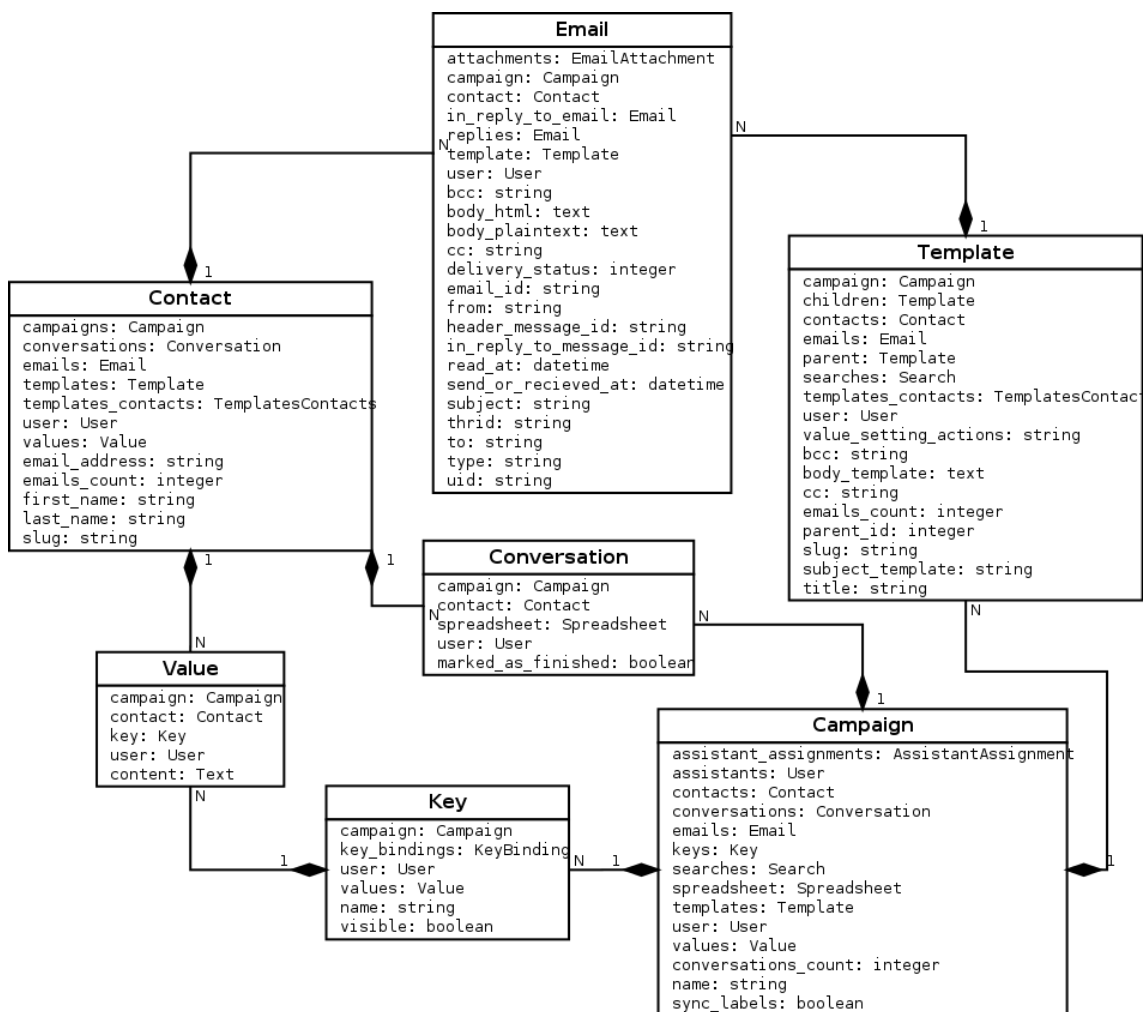 Email
attachments: EmailAttachment
campaign: Campaign
contact: Contact
in_reply_to_email: Email
replies: Email
template: Template
user: User
bcc: string
body_html: text
body_plaintext: text
cc: string
delivery_status: integer
email_id: string
from: string
header_message_id: string
in_reply_to_message_id: string
read_at: datetime
send_or_recieved_at: datetime
subject: string
thrid: string
to: string
type: string
uid: string
N
N
1
1
Template
campaign: Campaign
children: Template
contacts: Contact
emails: Email
parent: Template
searches: Search
templates_contacts: TemplatesContact
user: User
value_setting_actions: string
bcc: string
body_template: text
cc: string
emails_count: integer
parent_id: integer
slug: string
subject_template: string
title: string
N
Contact
campaigns: Campaign
conversations: Conversation
emails: Email
templates: Template
templates_contacts: TemplatesContacts
user: User
values: Value
email_address: string
emails_count: integer
first_name: string
last_name: string
slug: string
1
1
Conversation
campaign: Campaign
contact: Contact
spreadsheet: Spreadsheet
user: User
marked_as_finished: boolean
N
N
1
N
Value
campaign: Campaign
contact: Contact
key: Key
user: User
content: Text
N
1
Key
campaign: Campaign
key_bindings: KeyBinding
user: User
values: Value
name: string
visible: boolean
N
1
Campaign
assistant_assignments: AssistantAssignment
assistants: User
contacts: Contact
conversations: Conversation
emails: Email
keys: Key
searches: Search
spreadsheet: Spreadsheet
templates: Template
user: User
values: Value
conversations_count: integer
name: string
sync_labels: boolean
1